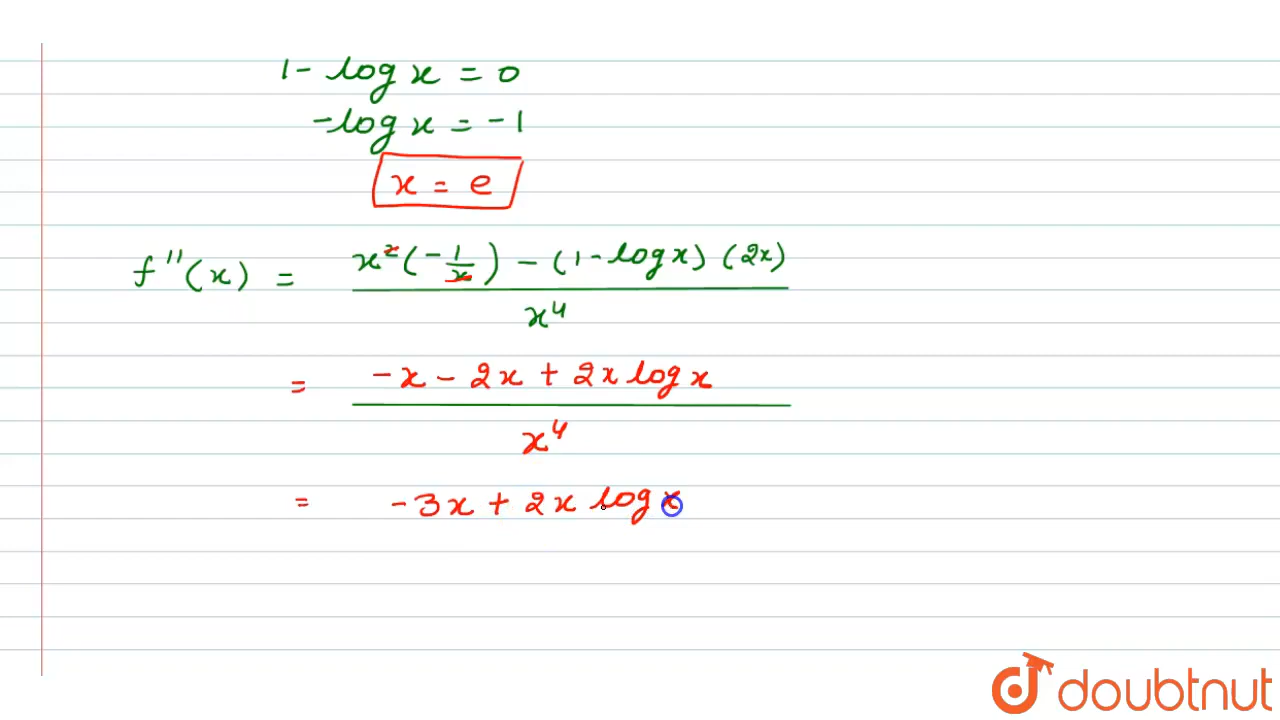 1 - log x = 0
-log x = -1
x = e
f''(x) = x²(-1/x) - (1 - log x) (2x)
x⁴
= -x - 2x + 2x log x
x⁴
= -3x + 2x log x
doubtnut